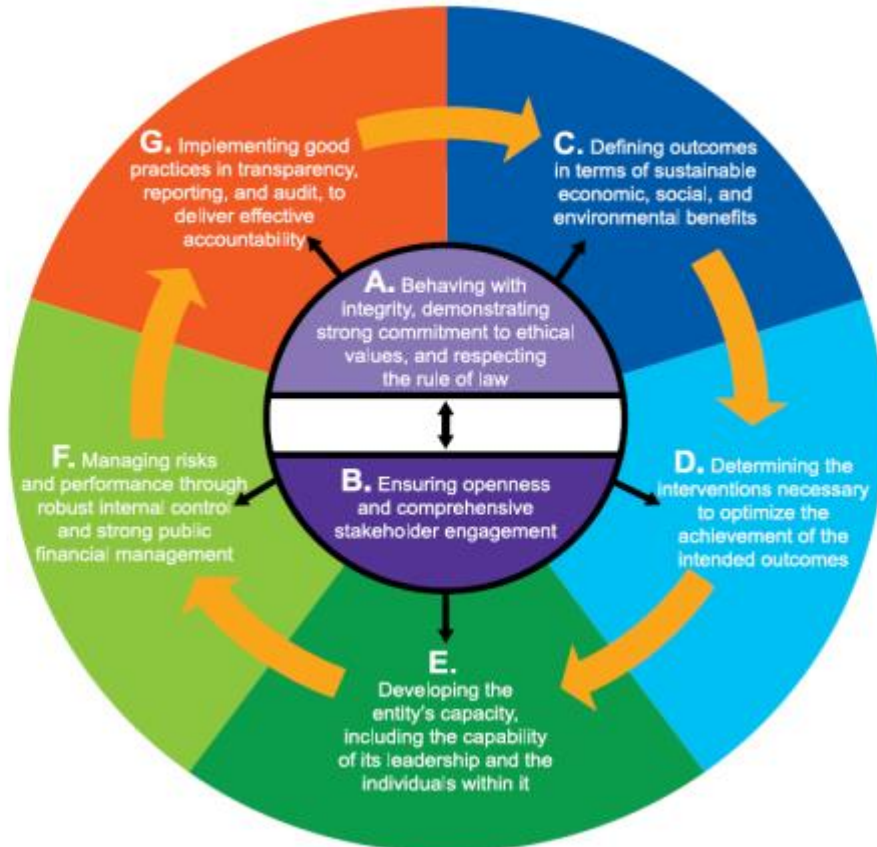 A. Behaving with
integrity, demonstrating
strong commitment to ethical
values, and respecting
the rule of law
B. Ensuring openness
and comprehensive
stakeholder engagement
C. Defining outcomes
in terms of sustainable
economic, social, and
environmental benefits
D. Determining the
interventions necessary
to optimize the
achievement of the
intended outcomes
E.
Developing the
entity's capacity,
including the capability
of its leadership and the
individuals within it
F. Managing risks
and performance through
robust internal control
and strong public
financial management
G. Implementing good
practices in transparency,
reporting, and audit, to
deliver effective
accountability